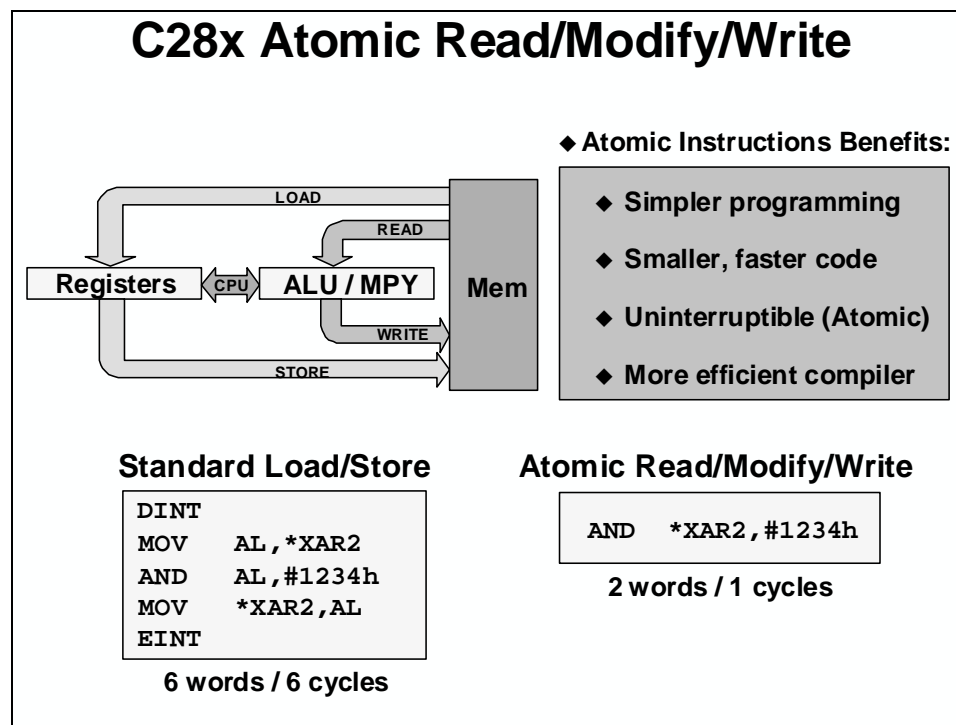 C28x Atomic Read/Modify/Write
LOAD
READ
Registers
CPU
ALU / MPY
Mem
WRITE
STORE
◆ Atomic Instructions Benefits:
◆ Simpler programming
◆ Smaller, faster code
◆ Uninterruptible (Atomic)
◆ More efficient compiler
Standard Load/Store
DINT
MOV AL,*XAR2
AND AL,#1234h
MOV *XAR2,AL
EINT
6 words / 6 cycles
Atomic Read/Modify/Write
AND *XAR2,#1234h
2 words / 1 cycles